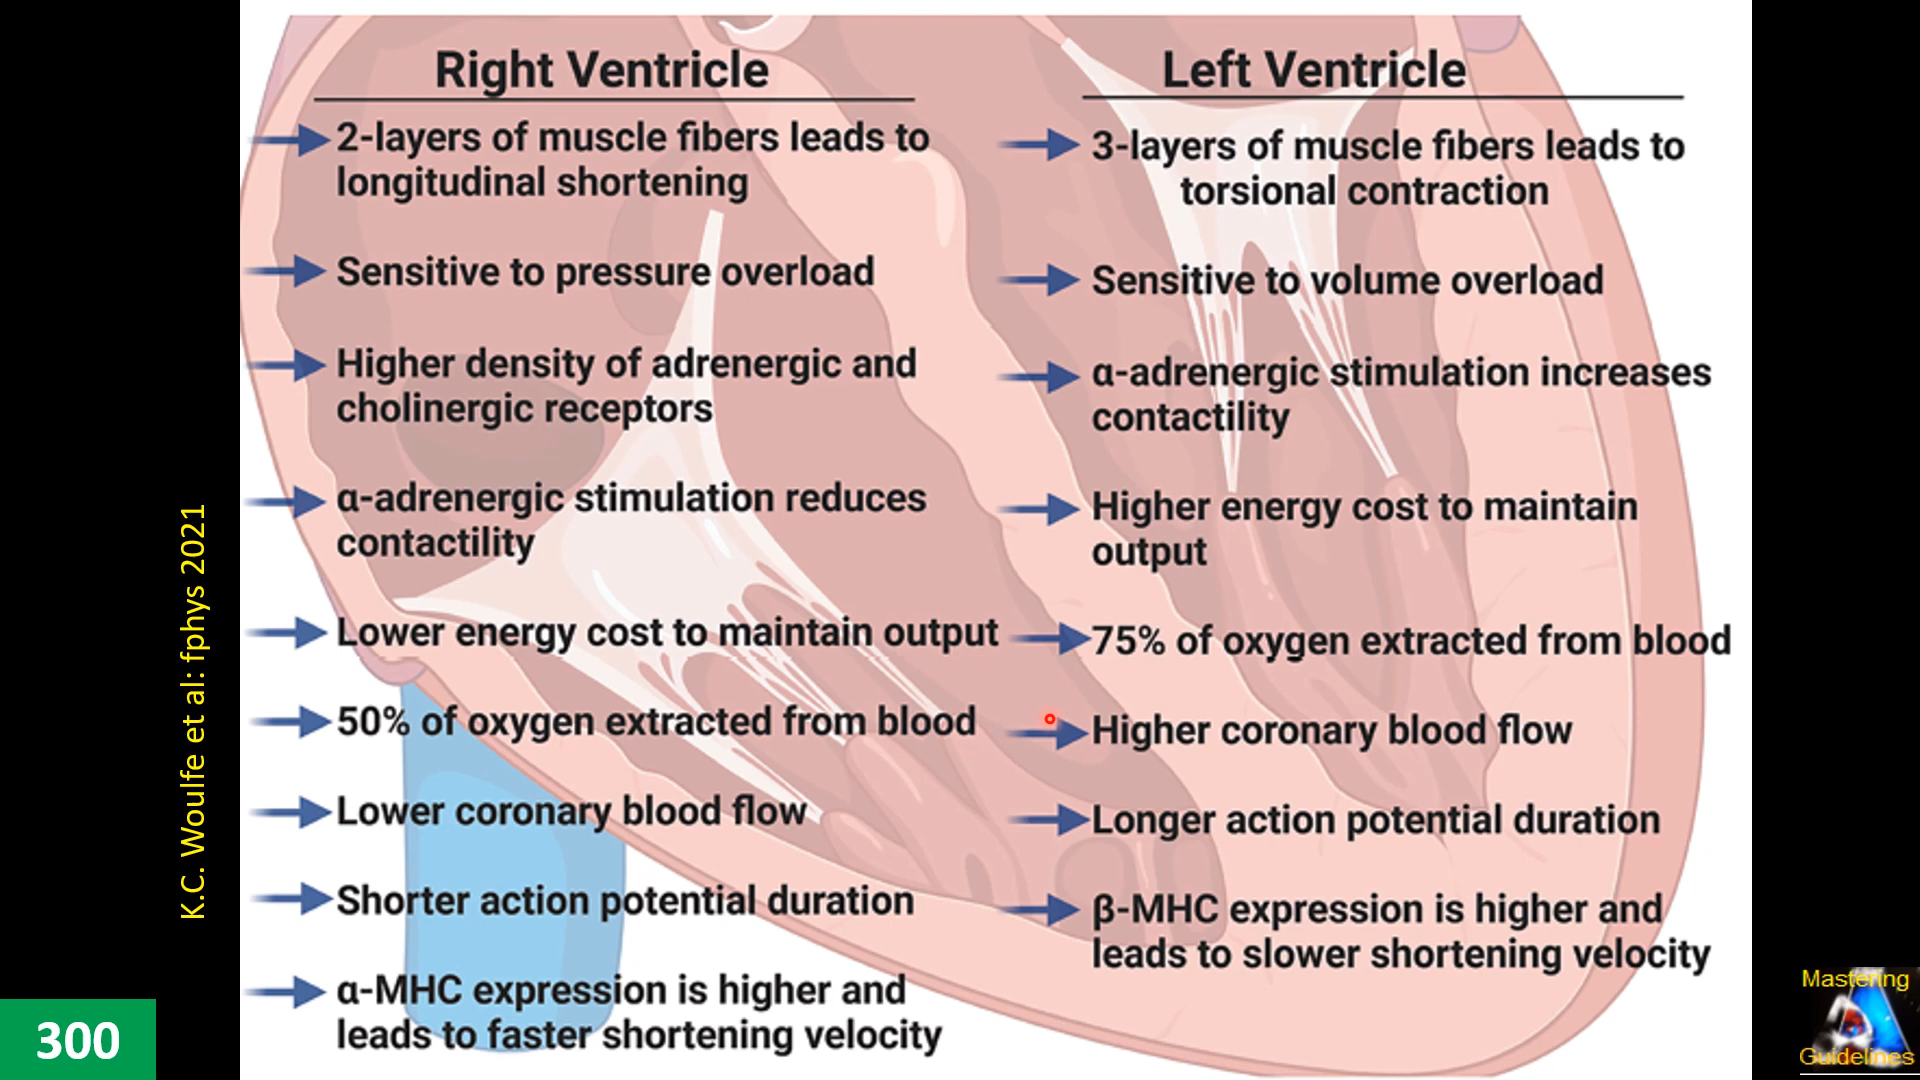 Right Ventricle
2-layers of muscle fibers leads to
longitudinal shortening
Sensitive to pressure overload
Higher density of adrenergic and
cholinergic receptors
α-adrenergic stimulation reduces
contactility
Lower energy cost to maintain output
50% of oxygen extracted from blood
Lower coronary blood flow
Shorter action potential duration
α-MHC expression is higher and
leads to faster shortening velocity
Left Ventricle
3-layers of muscle fibers leads to
torsional contraction
Sensitive to volume overload
α-adrenergic stimulation increases
contactility
Higher energy cost to maintain
output
75% of oxygen extracted from blood
Higher coronary blood flow
Longer action potential duration
β-MHC expression is higher and
leads to slower shortening velocity
K.C. Woulfe et al: fphys 2021
300
Mastering
Guidelines